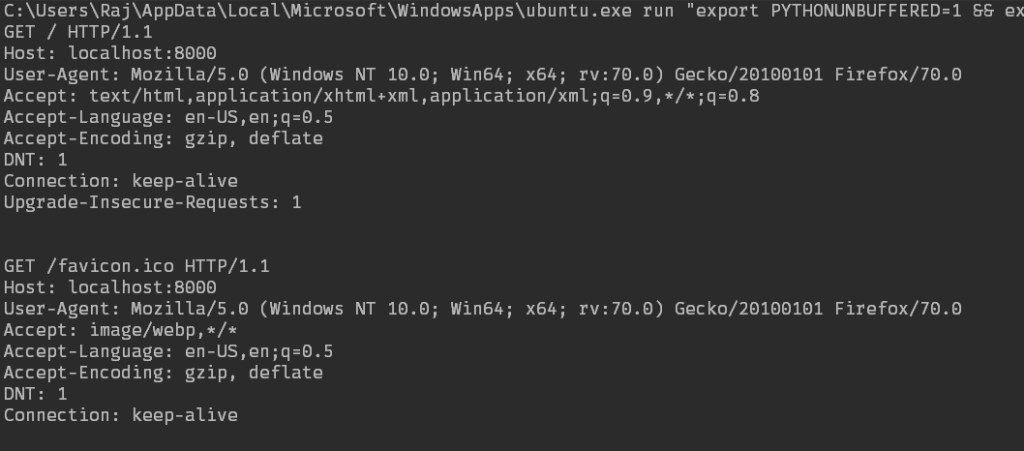 C:\Users\Raj\AppData\Local\Microsoft\WindowsApps\ubuntu.exe run "export PYTHONUNBUFFERED=1 && ex
GET / HTTP/1.1
Host: localhost:8000
User-Agent: Mozilla/5.0 (Windows NT 10.0; Win64; x64; rv:70.0) Gecko/20100101 Firefox/70.0
Accept: text/html,application/xhtml+xml,application/xml;q=0.9,*/*;q=0.8
Accept-Language: en-US,en;q=0.5
Accept-Encoding: gzip, deflate
DNT: 1
Connection: keep-alive
Upgrade-Insecure-Requests: 1
GET /favicon.ico HTTP/1.1
Host: localhost:8000
User-Agent: Mozilla/5.0 (Windows NT 10.0; Win64; x64; rv:70.0) Gecko/20100101 Firefox/70.0
Accept: image/webp,*/*
Accept-Language: en-US,en;q=0.5
Accept-Encoding: gzip, deflate
DNT: 1
Connection: keep-alive